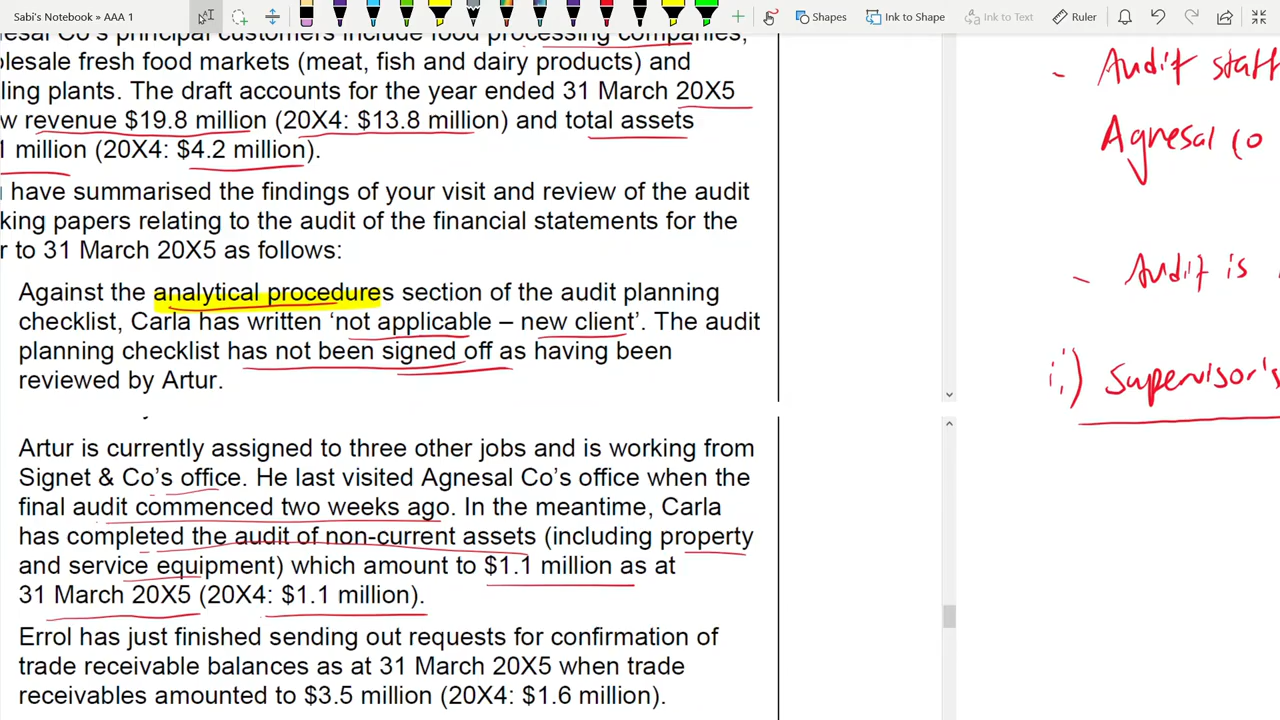 Sabi's Notebook » AAA 1
Shapes
Ink to Shape
Ink to Text
Ruler
esal Co's principal customers include food processing companies,
olesale fresh food markets (meat, fish and dairy products) and
ling plants. The draft accounts for the year ended 31 March 20X5
w revenue $19.8 million (20X4: $13.8 million) and total assets
1 million (20X4: $4.2 million).
have summarised the findings of your visit and review of the audit
king papers relating to the audit of the financial statements for the
r to 31 March 20X5 as follows:
Against the analytical procedures section of the audit planning
checklist, Carla has written ‘not applicable – new client’. The audit
planning checklist has not been signed off as having been
reviewed by Artur.
Artur is currently assigned to three other jobs and is working from
Signet & Co’s office. He last visited Agnesal Co’s office when the
final audit commenced two weeks ago. In the meantime, Carla
has completed the audit of non-current assets (including property
and service equipment) which amount to $1.1 million as at
31 March 20X5 (20X4: $1.1 million).
Errol has just finished sending out requests for confirmation of
trade receivable balances as at 31 March 20X5 when trade
receivables amounted to $3.5 million (20X4: $1.6 million).
- Audit staff
Agnesal Co
- Audit is
ii) Supervisor's